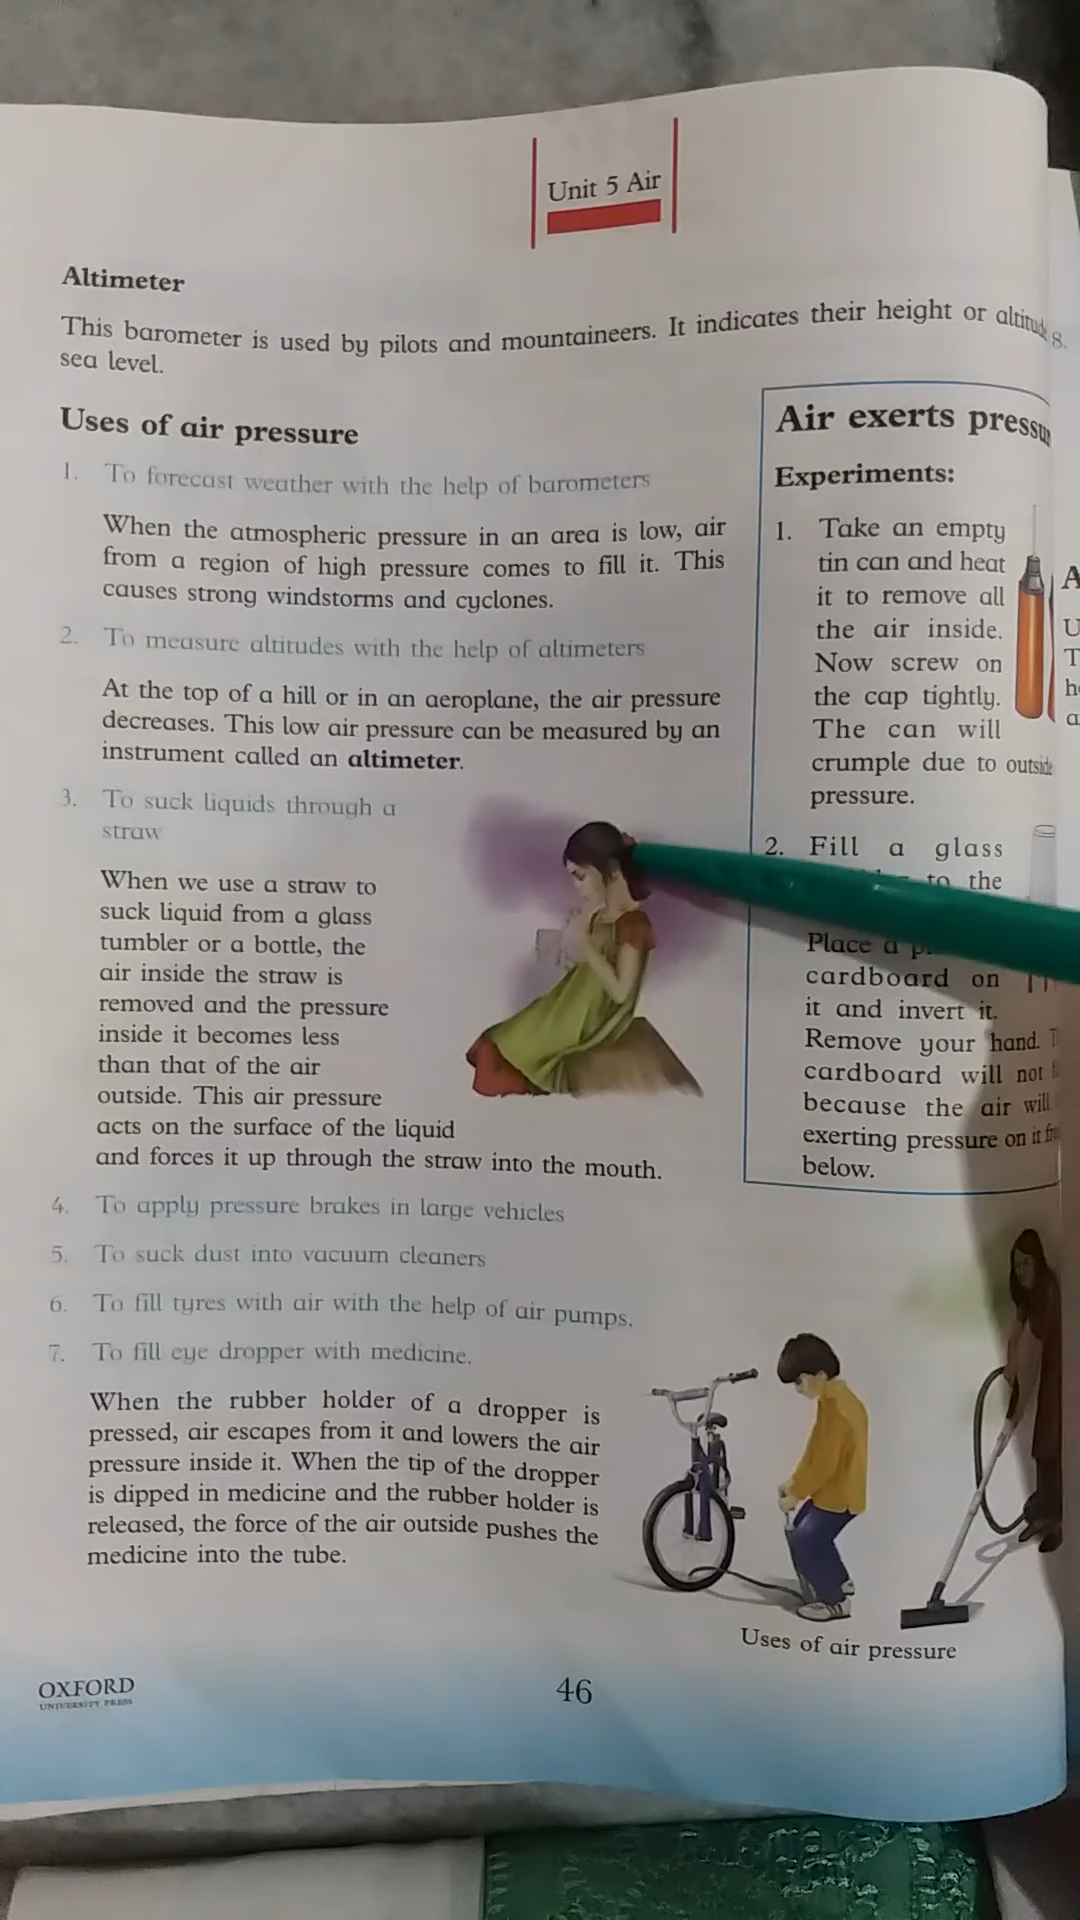 Unit 5 Air
Altimeter
This barometer is used by pilots and mountaineers. It indicates their height or
sea level.
Uses of air pressure
1. To forecast weather with the help of barometers
When the atmospheric pressure in an area is low, air
from a region of high pressure comes to fill it. This
causes strong windstorms and cyclones.
2. To measure altitudes with the help of altimeters
At the top of a hill or in an aeroplane, the air pressure
decreases. This low air pressure can be measured by an
instrument called an altimeter.
3. To suck liquids through a
straw
When we use a straw to
suck liquid from a glass
tumbler or a bottle, the
air inside the straw is
removed and the pressure
inside it becomes less
than that of the air
outside. This air pressure
acts on the surface of the liquid
and forces it up through the straw into the mouth.
4. To apply pressure brakes in large vehicles
5. To suck dust into vacuum cleaners
6. To fill tyres with air with the help of air pumps.
7. To fill eye dropper with medicine.
When the rubber holder of a dropper is
pressed, air escapes from it and lowers the air
pressure inside it. When the tip of the dropper
is dipped in medicine and the rubber holder is
released, the force of the air outside pushes the
medicine into the tube.
Air exerts
Experiments:
1. Take an empty
tin can and heat
it to remove all
the air inside.
Now screw on
the cap tightly.
The can will
crumple due to outside
pressure.
2. Fill a glass
to the
Place a
cardboard on
it and invert it.
Remove your hand.
cardboard will not
because the air will
exerting pressure on it
below.
Uses of air pressure
OXFORD
UNIVERSITY PRESS
46
8.